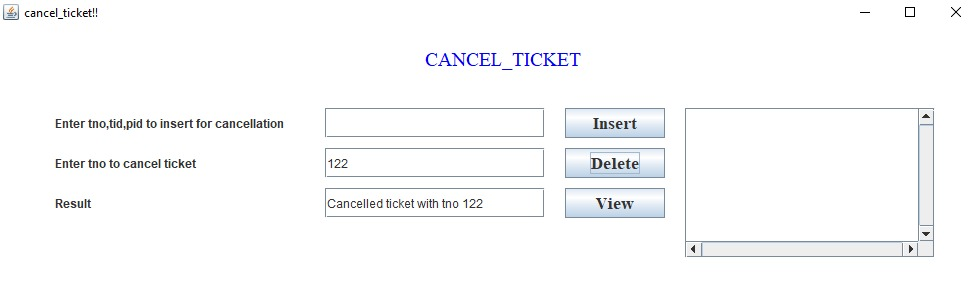 cancel_ticket!!
CANCEL_TICKET
Enter tno,tid,pid to insert for cancellation Insert
Enter tno to cancel ticket 122 Delete
Result Cancelled ticket with tno 122 View